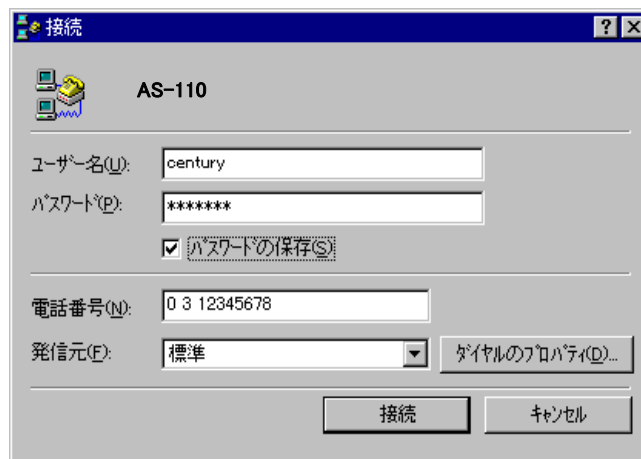 接続
AS-110
ユーザー名(U): century
パスワード(P): *******
パスワードの保存(S)
電話番号(N): 0 3 12345678
発信元(F): 標準 ダイヤルのプロパティ(D)...
接続 キャンセル